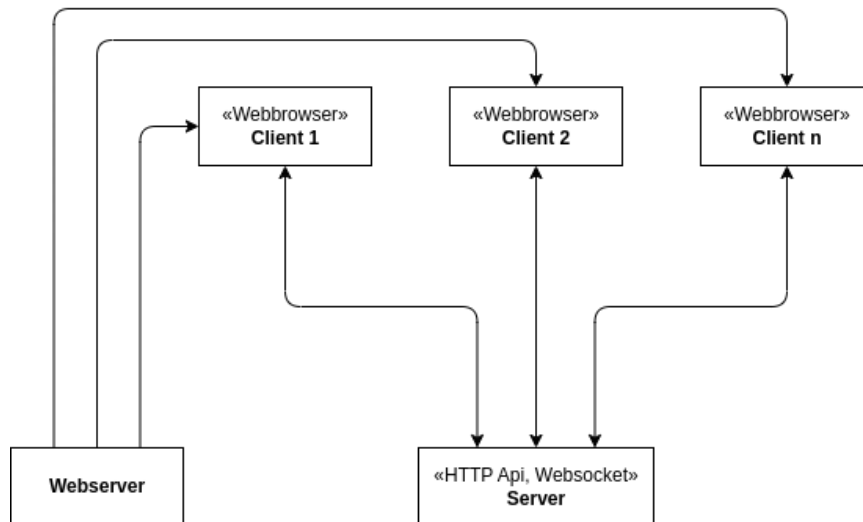 «Webbrowser»
Client 1
«Webbrowser»
Client 2
«Webbrowser»
Client n
Webserver
«HTTP Api, Websocket»
Server